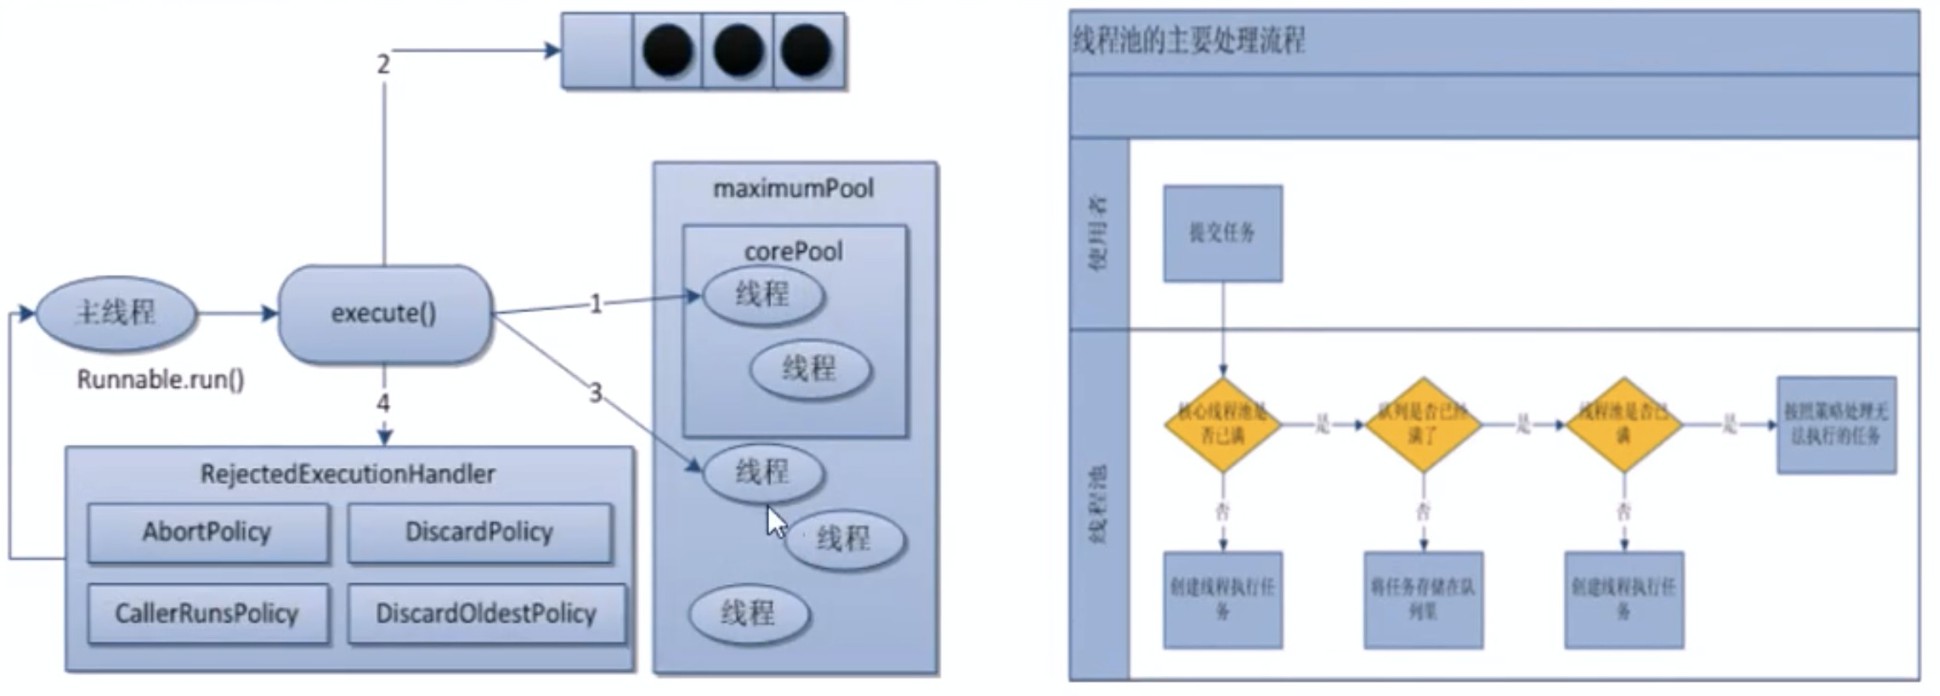 2
maximumPool
corePool
线程
线程
1
主线程
execute()
Runnable.run()
3
4
线程
线程
线程
RejectedExecutionHandler
AbortPolicy
DiscardPolicy
CallerRunsPolicy
DiscardOldestPolicy
线程池的主要处理流程
使用者
提交任务
线程池
核心线程池是
否已满
是
队列是否已经
满了
是
线程池是否已
满
是
按照策略处理无
法执行的任务
否
否
否
创建线程执行任
务
将任务存储在队
列里
创建线程执行任
务